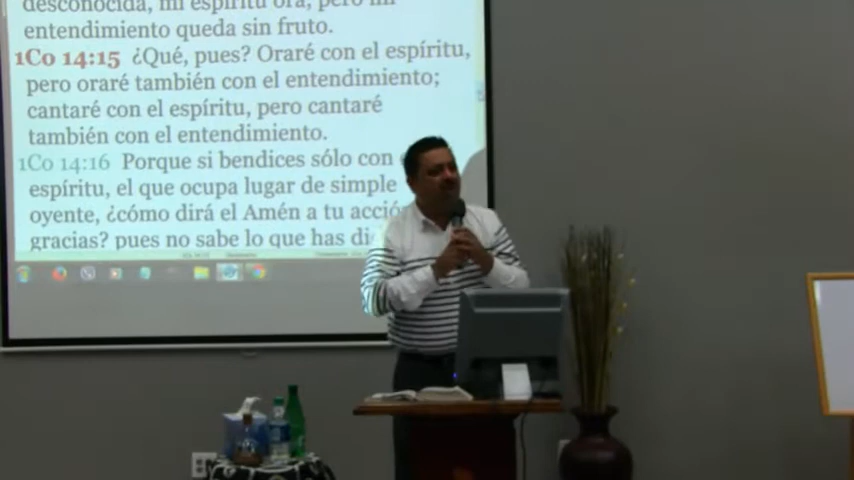 desconocida, mi espíritu ora, pero mi
entendimiento queda sin fruto.
1Co 14:15 ¿Qué, pues? Oraré con el espíritu,
pero oraré también con el entendimiento;
cantaré con el espíritu, pero cantaré
también con el entendimiento.
1Co 14:16 Porque si bendices sólo con
espíritu, el que ocupa lugar de simple
oyente, ¿cómo dirá el Amén a tu acción
gracias? pues no sabe lo que has di